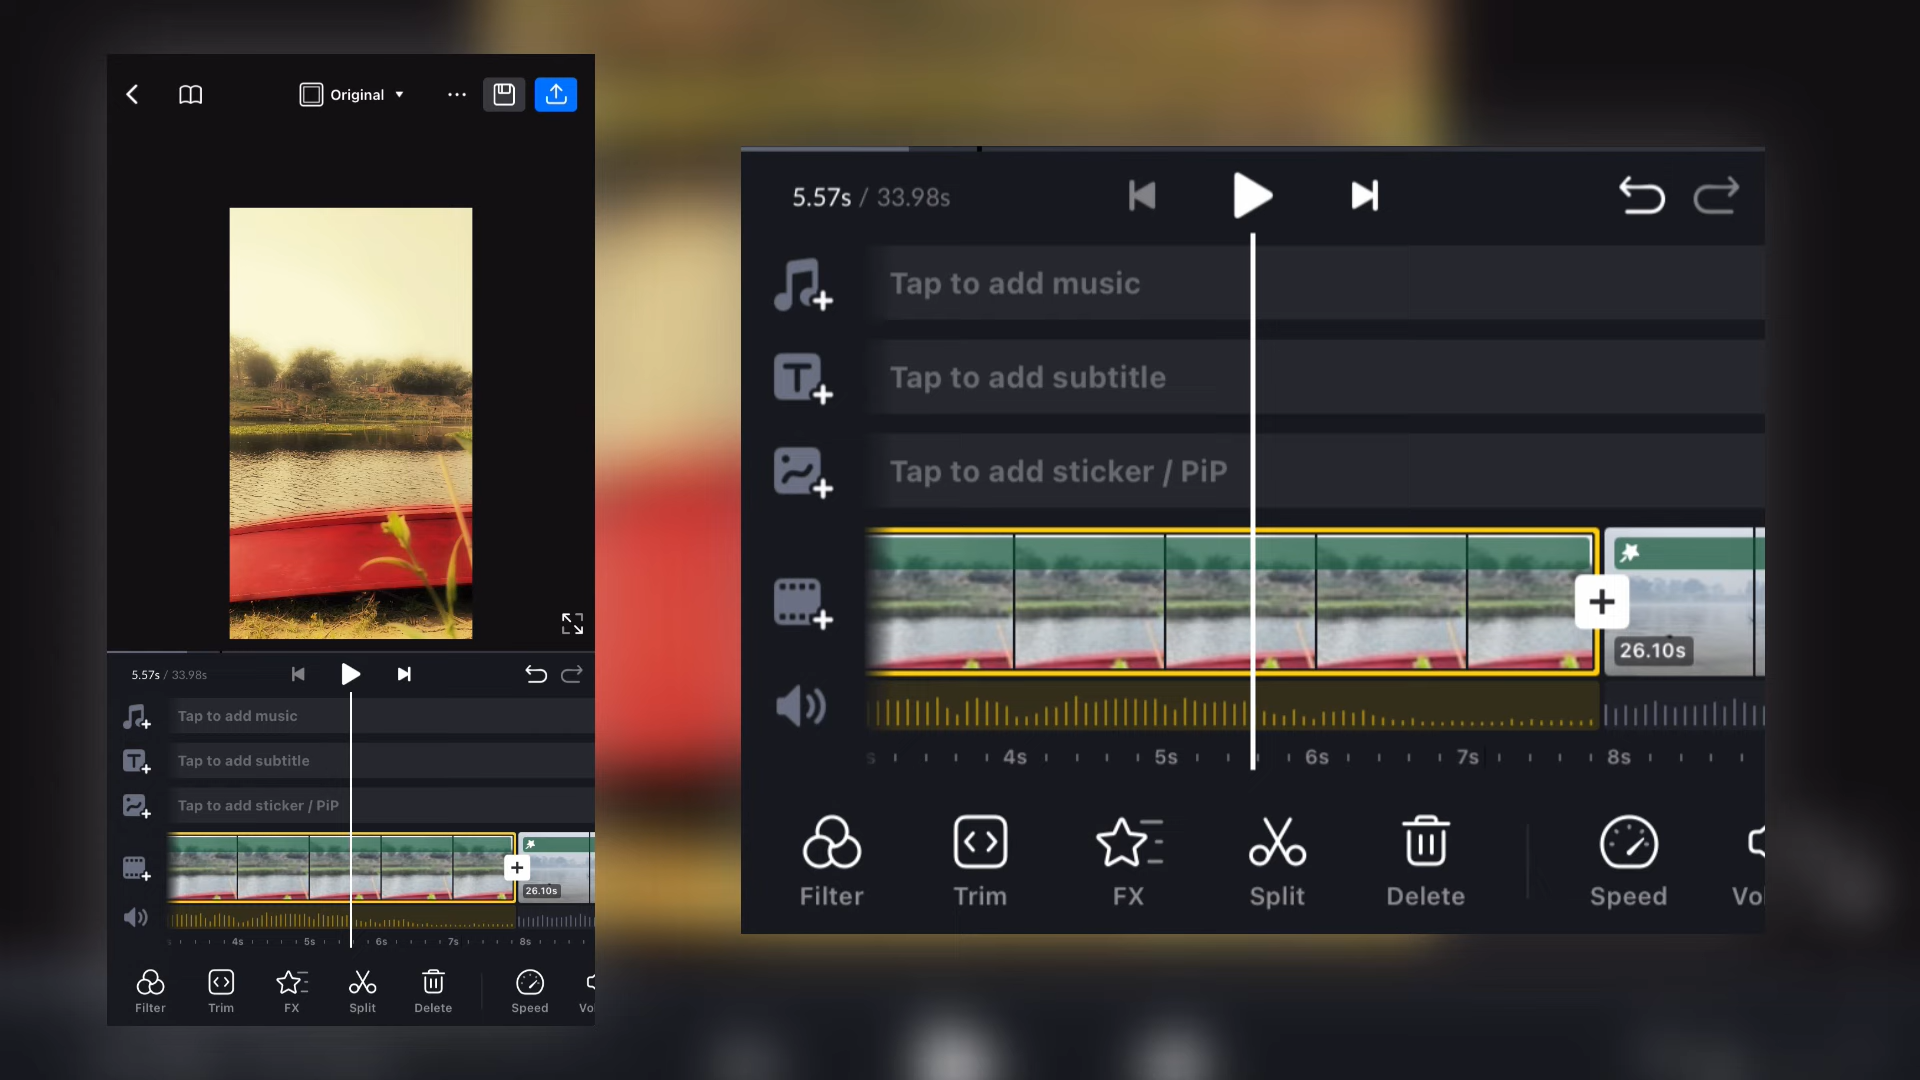 Original
5.57s / 33.98s
Tap to add music
Tap to add subtitle
Tap to add sticker / PiP
26.10s
4s 5s 6s 7s 8s
Filter Trim FX Split Delete Speed Vo
5.57s / 33.98s
Tap to add music
Tap to add subtitle
Tap to add sticker / PiP
26.10s
s 4s 5s 6s 7s 8s
Filter Trim FX Split Delete Speed Vo